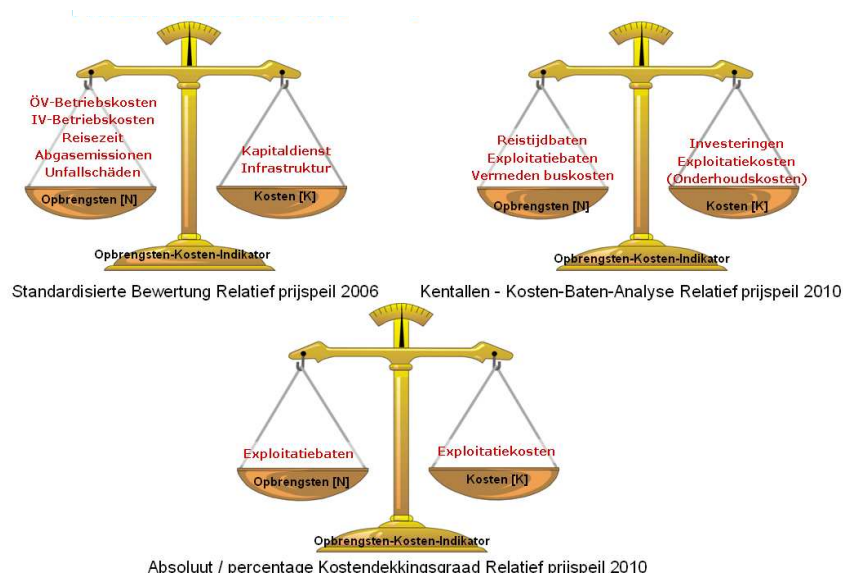 ÖV-Betriebskosten
IV-Betriebskosten
Reisezeit
Abgasemissionen
Unfallschäden
Opbrengsten [N]
Kapitaldienst
Infrastruktur
Kosten [K]
Opbrengsten-Kosten-Indikator
Standardisierte Bewertung Relatief prijspeil 2006
Reistijdbaten
Exploitatiebaten
Vermeden buskosten
Opbrengsten [N]
Investeringen
Exploitatiekosten
(Onderhoudskosten)
Kosten [K]
Opbrengsten-Kosten-Indikator
Kentallen - Kosten-Baten-Analyse Relatief prijspeil 2010
Exploitatiebaten
Opbrengsten [N]
Exploitatiekosten
Kosten [K]
Opbrengsten-Kosten-Indikator
Absoluut / percentage Kostendekkingsgraad Relatief prijspeil 2010